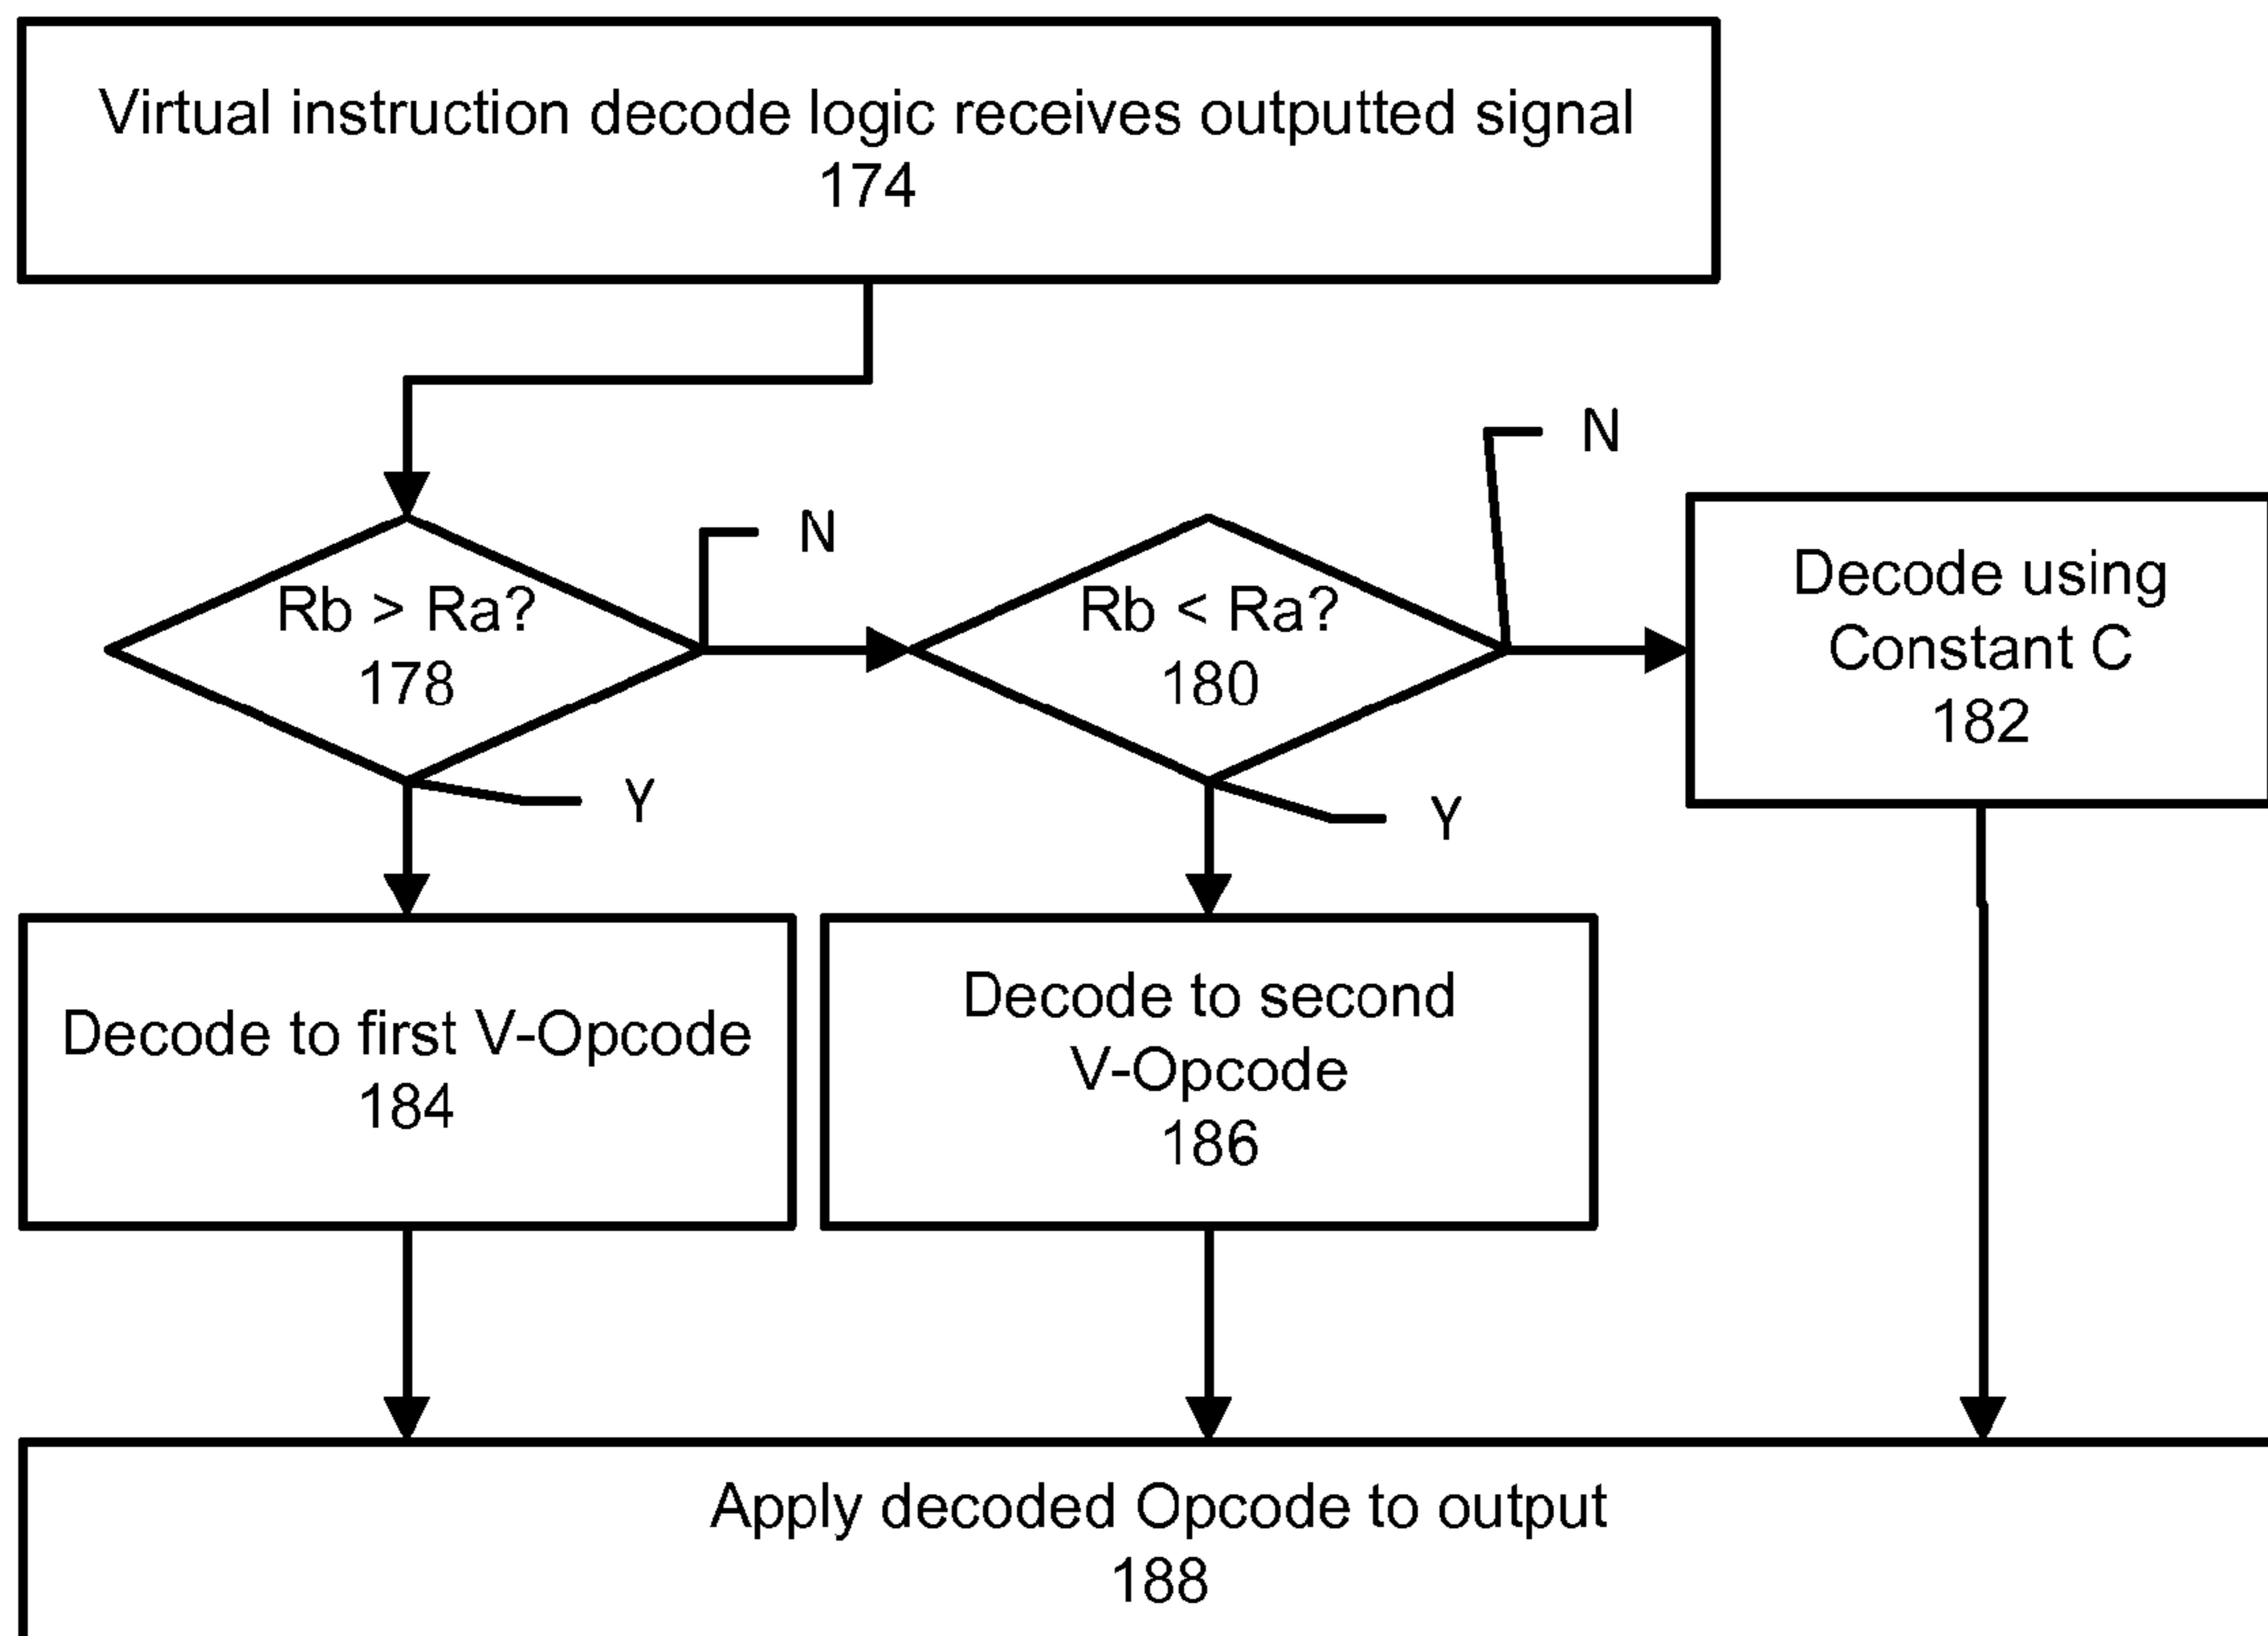 Virtual instruction decode logic receives outputted signal
174
N
N
Rb > Ra?
178
Rb < Ra?
180
Decode using
Constant C
182
Y
Y
Decode to first V-Opcode
184
Decode to second
V-Opcode
186
Apply decoded Opcode to output
188